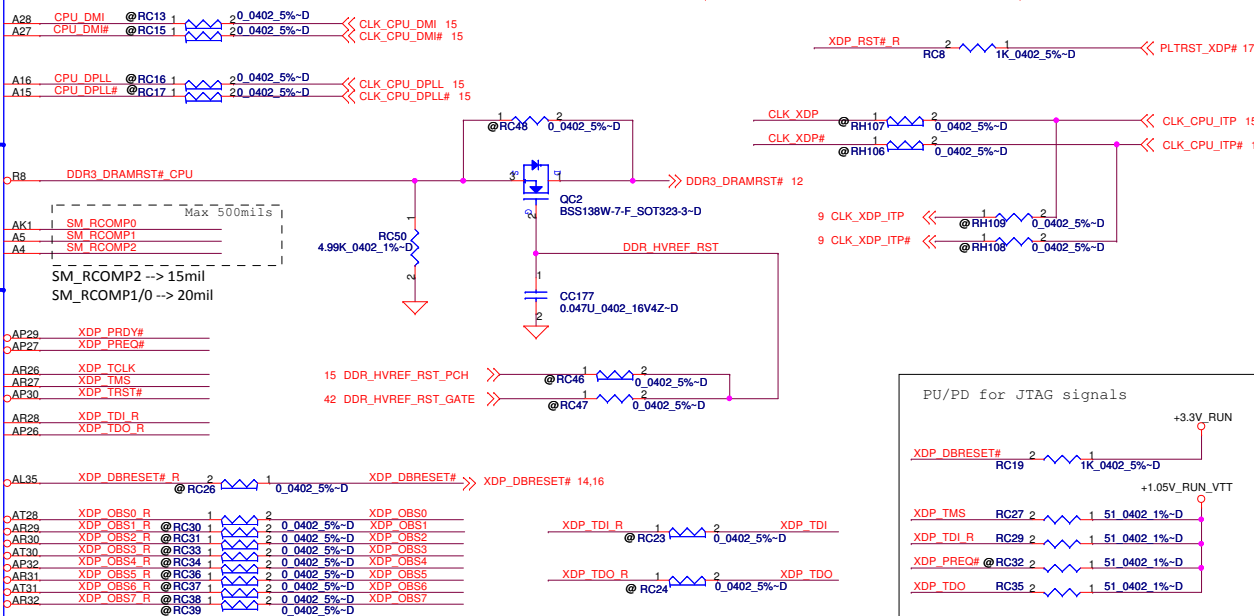 A28 CPU_DMI @RC13 1 2 0_0402_5%~D CLK_CPU_DMI 15
A27 CPU_DMI# @RC15 1 2 0_0402_5%~D CLK_CPU_DMI# 15
XDP_RST#_R 2 1 PLTRST_XDP# 17
RC8 1K_0402_5%~D
A16 CPU_DPLL @RC16 1 2 0_0402_5%~D CLK_CPU_DPLL 15
A15 CPU_DPLL# @RC17 1 2 0_0402_5%~D CLK_CPU_DPLL# 15
1 2
@RC48 0_0402_5%~D
CLK_XDP 1 2 CLK_CPU_ITP 15
@RH107 0_0402_5%~D
CLK_XDP# 1 2 CLK_CPU_ITP# 1
@RH106 0_0402_5%~D
R8 DDR3_DRAMRST#_CPU 3 S D 1 DDR3_DRAMRST# 12
G 2
QC2
BSS138W-7-F_SOT323-3~D
Max 500mils
AK1 SM_RCOMP0
A5 SM_RCOMP1
A4 SM_RCOMP2
SM_RCOMP2 --> 15mil
SM_RCOMP1/0 --> 20mil
1
RC50
4.99K_0402_1%~D
2
9 CLK_XDP_ITP 1 2
@RH109 0_0402_5%~D
9 CLK_XDP_ITP# 1 2
@RH108 0_0402_5%~D
DDR_HVREF_RST
1
CC177
0.047U_0402_16V4Z~D
2
AP29 XDP_PRDY#
AP27 XDP_PREQ#
AR26 XDP_TCLK
AR27 XDP_TMS
AP30 XDP_TRST#
AR28 XDP_TDI_R
AP26 XDP_TDO_R
15 DDR_HVREF_RST_PCH 1 2
@RC46 0_0402_5%~D
42 DDR_HVREF_RST_GATE 1 2
@RC47 0_0402_5%~D
PU/PD for JTAG signals
+3.3V_RUN
XDP_DBRESET# 2 1
RC19 1K_0402_5%~D
+1.05V_RUN_VTT
XDP_TMS RC27 2 1 51_0402_1%~D
XDP_TDI_R RC29 2 1 51_0402_1%~D
XDP_PREQ# @RC32 2 1 51_0402_1%~D
XDP_TDO RC35 2 1 51_0402_1%~D
AL35 XDP_DBRESET#_R 2 1 XDP_DBRESET# XDP_DBRESET# 14,16
@RC26 0_0402_5%~D
AT28 XDP_OBS0_R 1 2 XDP_OBS0
AR29 XDP_OBS1_R @RC30 1 2 0_0402_5%~D XDP_OBS1
AR30 XDP_OBS2_R @RC31 1 2 0_0402_5%~D XDP_OBS2
AT30 XDP_OBS3_R @RC33 1 2 0_0402_5%~D XDP_OBS3
AP32 XDP_OBS4_R @RC34 1 2 0_0402_5%~D XDP_OBS4
AR31 XDP_OBS5_R @RC36 1 2 0_0402_5%~D XDP_OBS5
AT31 XDP_OBS6_R @RC37 1 2 0_0402_5%~D XDP_OBS6
AR32 XDP_OBS7_R @RC38 1 2 0_0402_5%~D XDP_OBS7
@RC39 0_0402_5%~D
XDP_TDI_R 1 2 XDP_TDI
@RC23 0_0402_5%~D
XDP_TDO_R 1 2 XDP_TDO
@RC24 0_0402_5%~D